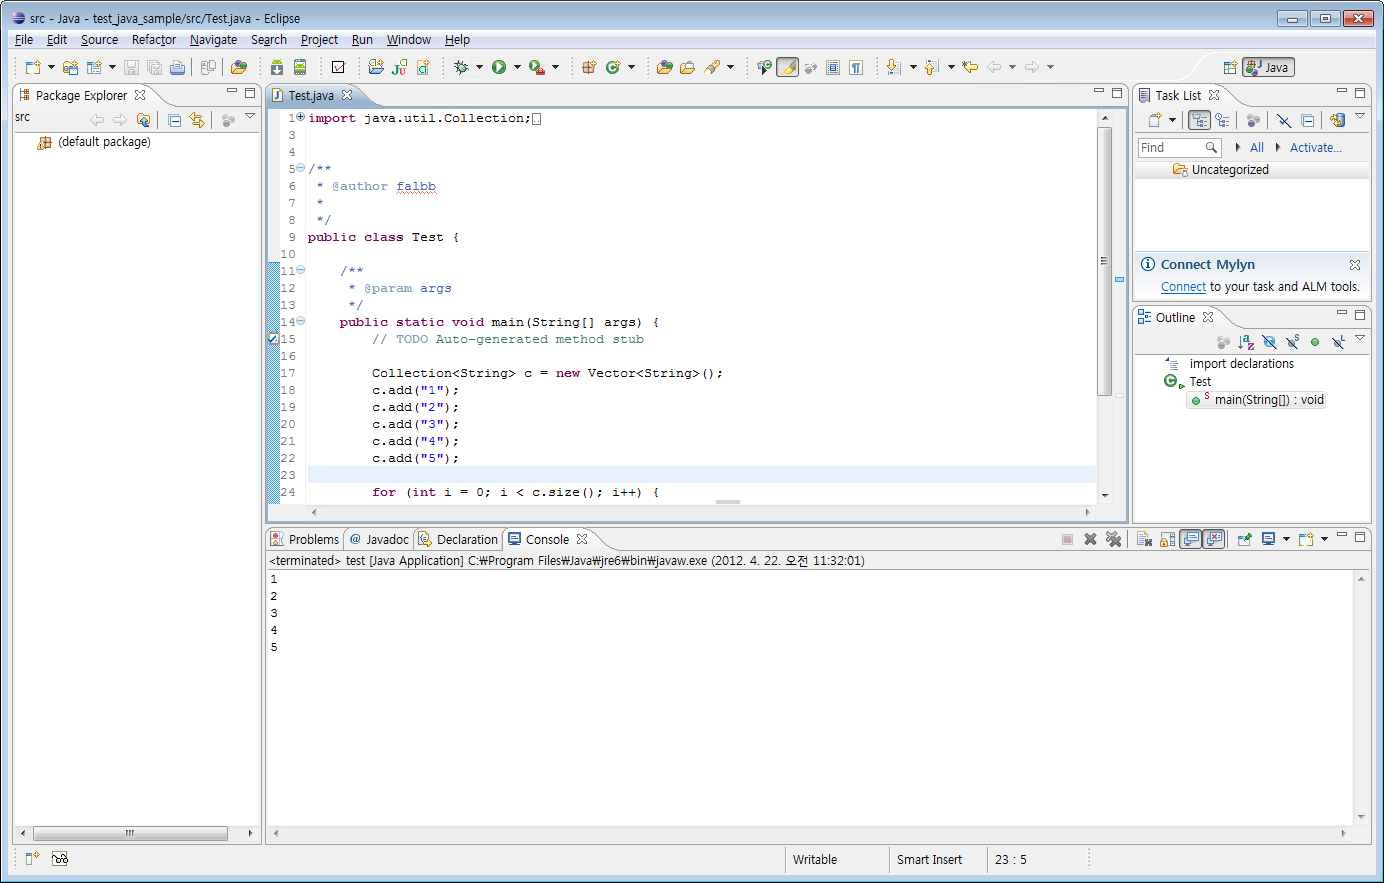 src - Java - test_java_sample/src/Test.java - Eclipse
File Edit Source Refactor Navigate Search Project Run Window Help
Java
Package Explorer
src
(default package)
Test.java
1 import java.util.Collection;
3
4
5 /**
6  * @author falbb
7  *
8  */
9 public class Test {
10
11     /**
12      * @param args
13      */
14     public static void main(String[] args) {
15         // TODO Auto-generated method stub
16
17         Collection<String> c = new Vector<String>();
18         c.add("1");
19         c.add("2");
20         c.add("3");
21         c.add("4");
22         c.add("5");
23
24         for (int i = 0; i < c.size(); i++) {
Task List
Find All Activate...
Uncategorized
Connect Mylyn
Connect to your task and ALM tools.
Outline
import declarations
Test
main(String[]) : void
Problems @ Javadoc Declaration Console
<terminated> test [Java Application] C:₩Program Files₩Java₩jre6₩bin₩javaw.exe (2012. 4. 22. 오전 11:32:01)
1
2
3
4
5
Writable Smart Insert 23 : 5